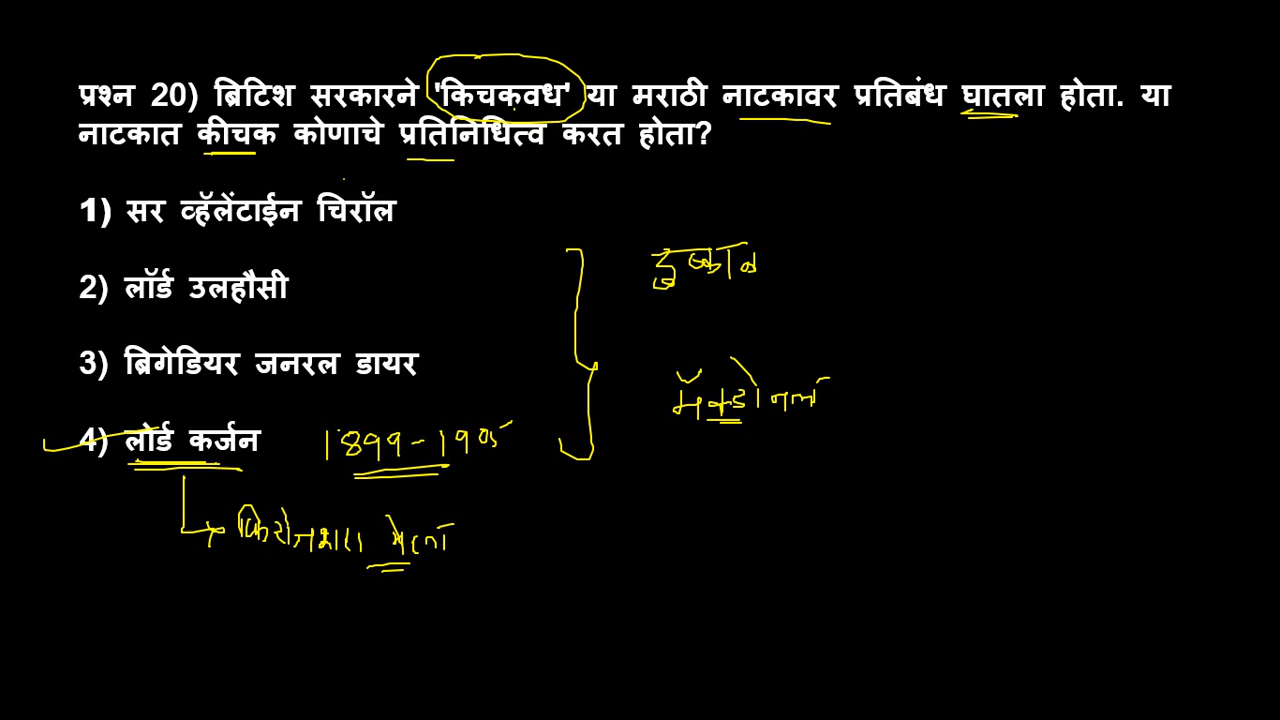 प्रश्न 20) ब्रिटिश सरकारने 'किचकवध' या मराठी नाटकावर प्रतिबंध घातला होता. या
नाटकात कीचक कोणाचे प्रतिनिधित्व करत होता?
1) सर व्हॅलेंटाईन चिरॉल
2) लॉर्ड उलहौसी
3) ब्रिगेडियर जनरल डायर
4) लोर्ड कर्जन 1899-1905